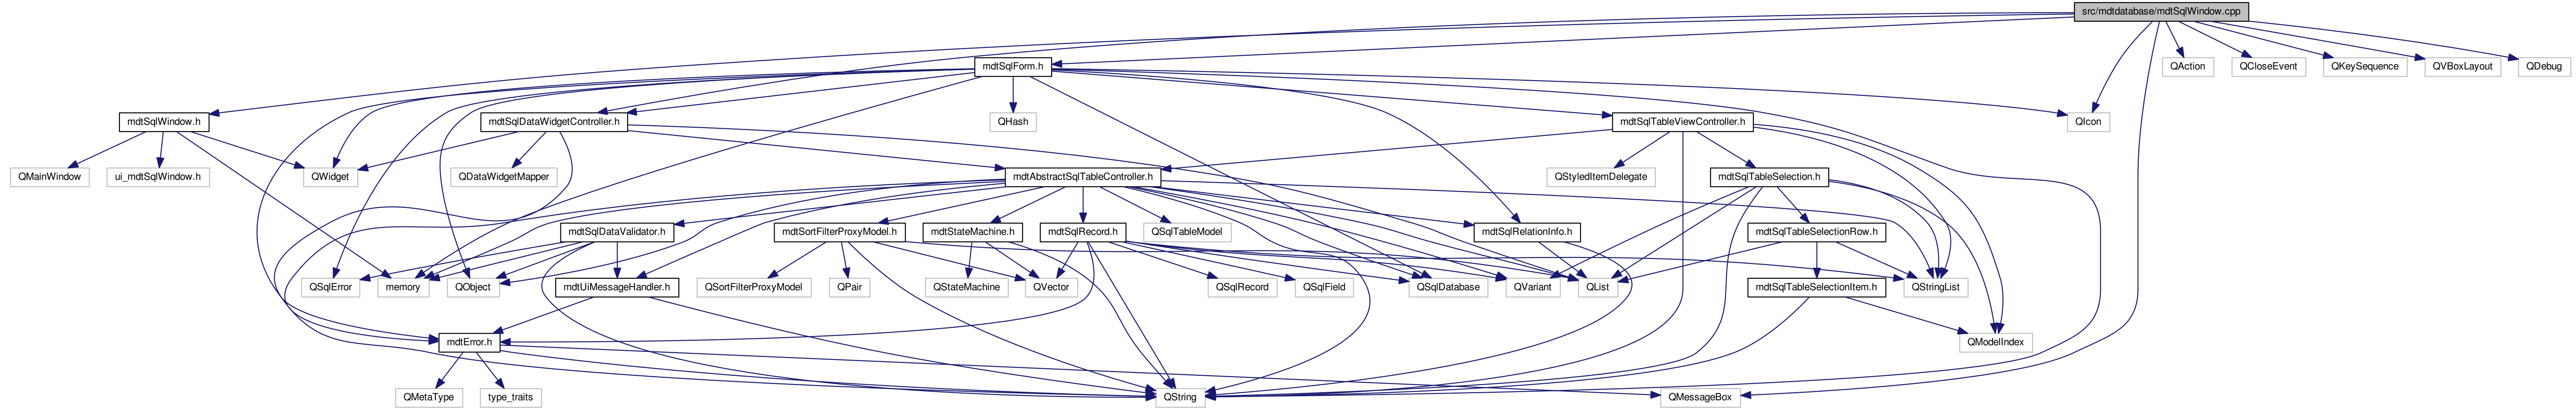 src/mdtdatabase/mdtSqlWindow.cpp
mdtSqlForm.h
QAction
QCloseEvent
QKeySequence
QVBoxLayout
QDebug
mdtSqlWindow.h
mdtSqlDataWidgetController.h
QHash
mdtSqlTableViewController.h
QIcon
QMainWindow
ui_mdtSqlWindow.h
QWidget
QDataWidgetMapper
mdtAbstractSqlTableController.h
QStyledItemDelegate
mdtSqlTableSelection.h
mdtSqlDataValidator.h
mdtSortFilterProxyModel.h
mdtStateMachine.h
mdtSqlRecord.h
QSqlTableModel
mdtSqlRelationInfo.h
mdtSqlTableSelectionRow.h
QSqlError
memory
QObject
mdtUiMessageHandler.h
QSortFilterProxyModel
QPair
QStateMachine
QVector
QSqlRecord
QSqlField
QSqlDatabase
QVariant
QList
mdtSqlTableSelectionItem.h
QStringList
mdtError.h
QModelIndex
QMetaType
type_traits
QString
QMessageBox